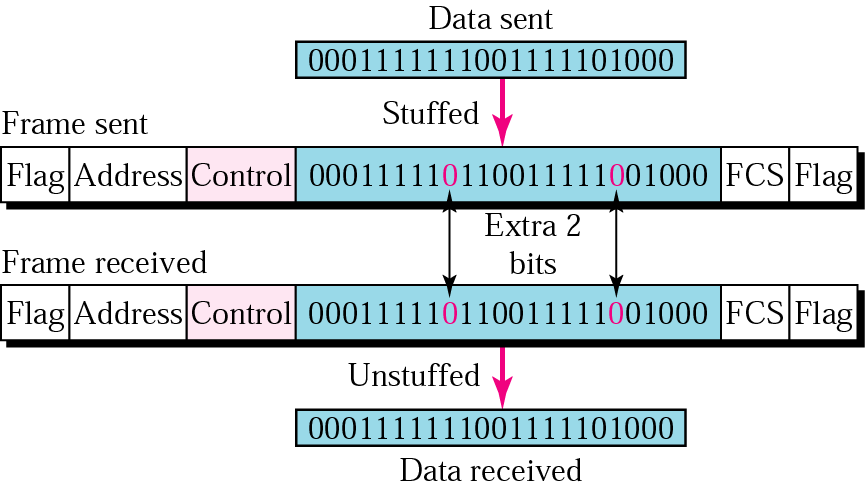 Data sent
0001111111001111101000
Stuffed
Frame sent
Flag Address Control 000111110110011111001000 FCS Flag
Extra 2
bits
Frame received
Flag Address Control 000111110110011111001000 FCS Flag
Unstuffed
0001111111001111101000
Data received